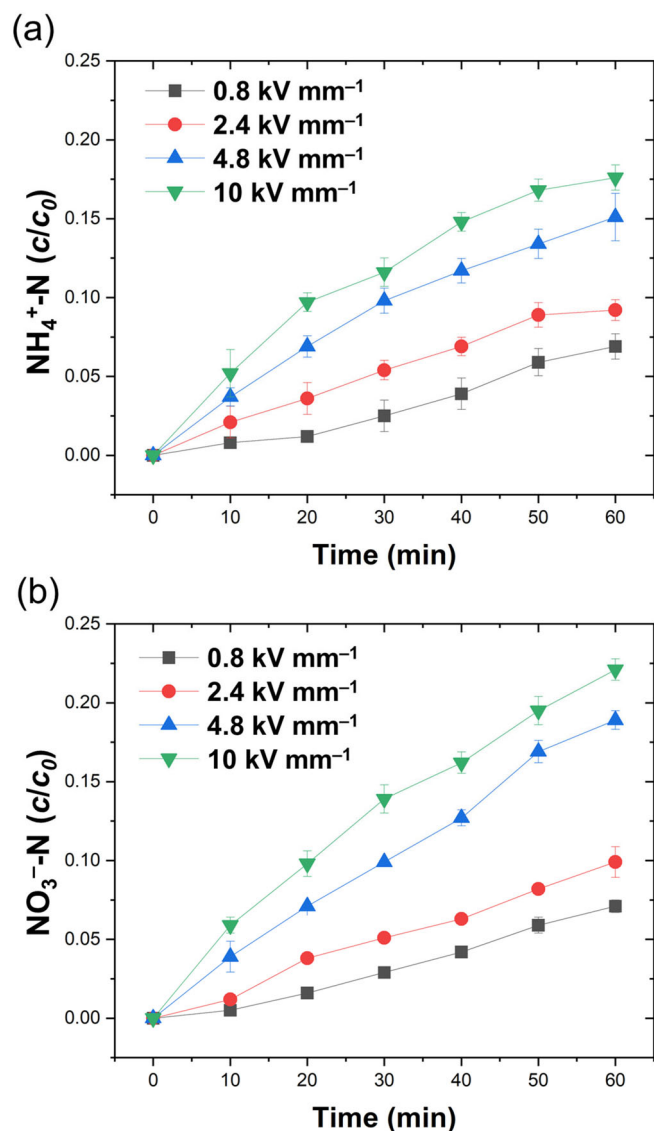 (a)
0.25
0.20
0.15
0.10
0.05
0.00
NH₄⁺-N (c/c₀)
0.8 kV mm⁻¹
2.4 kV mm⁻¹
4.8 kV mm⁻¹
10 kV mm⁻¹
0 10 20 30 40 50 60
Time (min)
(b)
0.25
0.20
0.15
0.10
0.05
0.00
NO₃⁻-N (c/c₀)
0.8 kV mm⁻¹
2.4 kV mm⁻¹
4.8 kV mm⁻¹
10 kV mm⁻¹
0 10 20 30 40 50 60
Time (min)